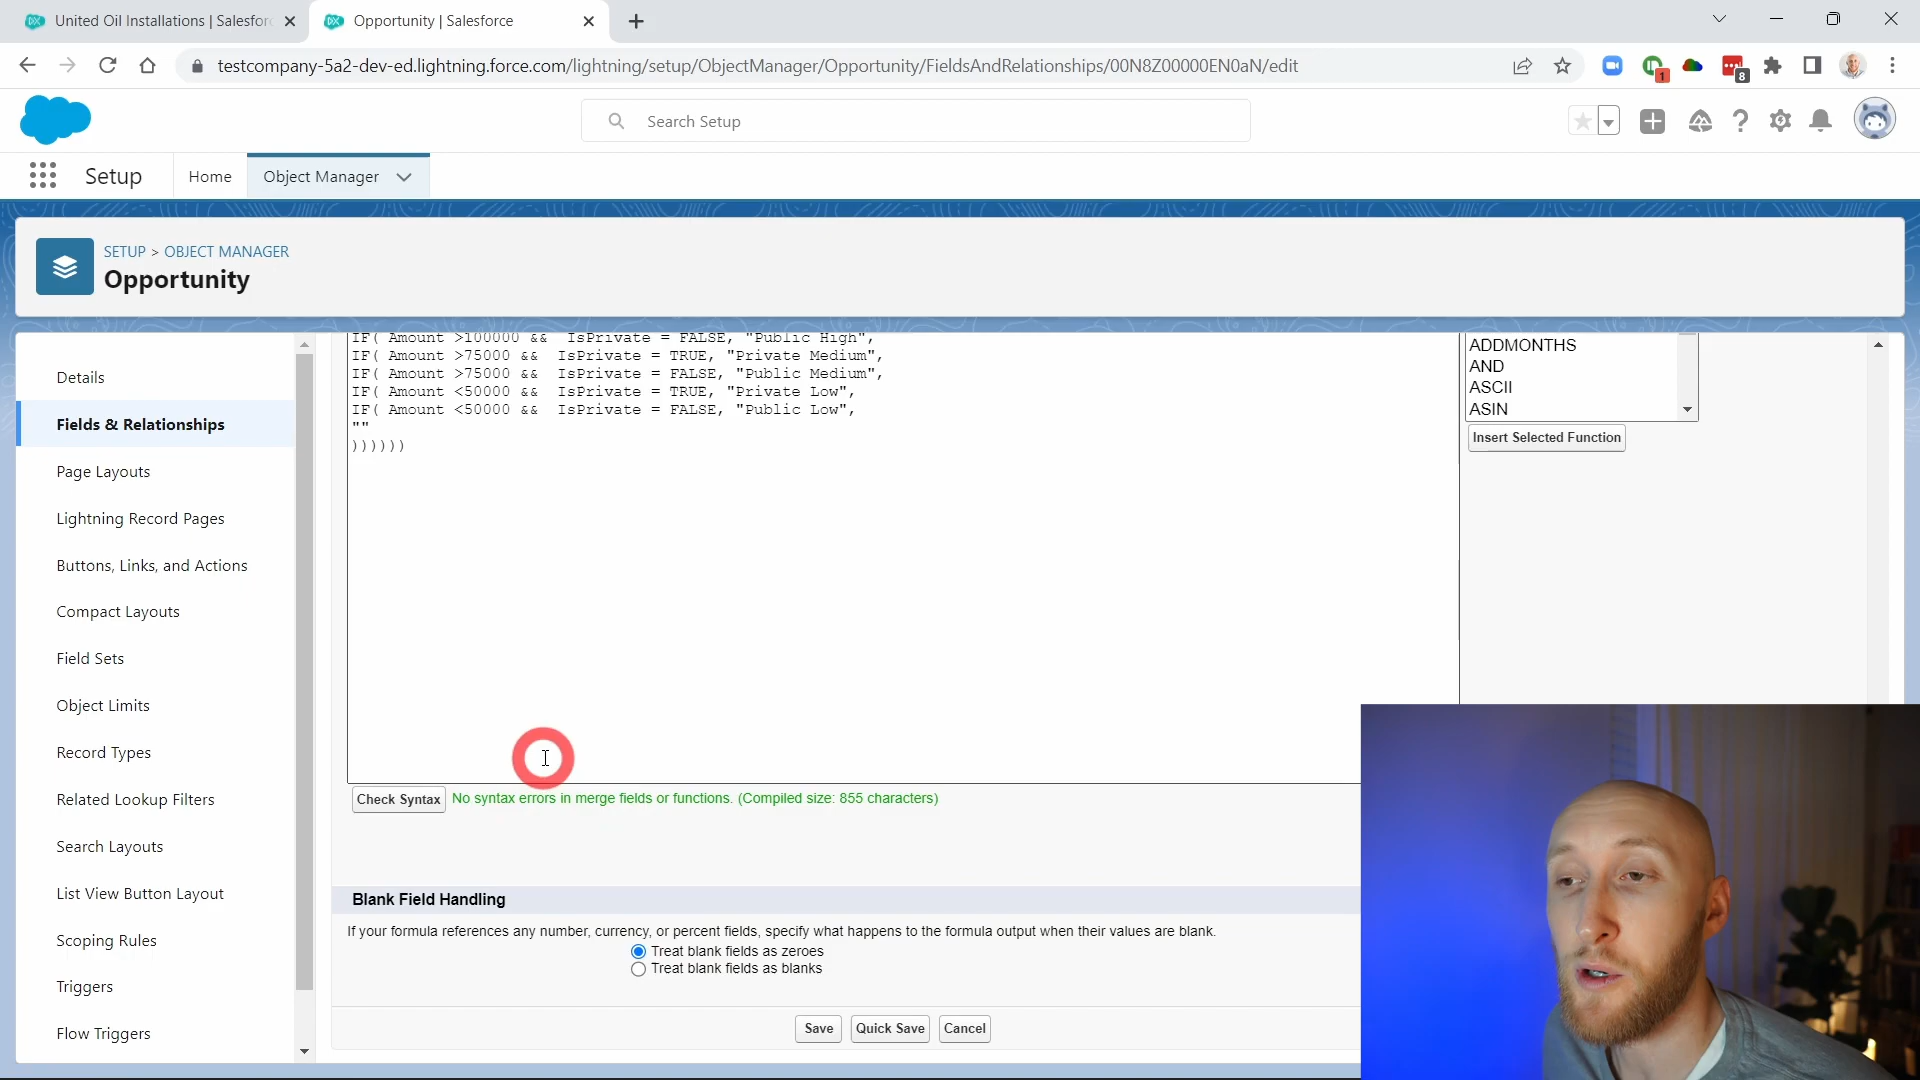 United Oil Installations | Salesforc
Opportunity | Salesforce
testcompany-5a2-dev-ed.lightning.force.com/lightning/setup/ObjectManager/Opportunity/FieldsAndRelationships/00N8Z00000EN0aN/edit
1
8
Search Setup
Setup
Home
Object Manager
SETUP > OBJECT MANAGER
Opportunity
Details
Fields & Relationships
Page Layouts
Lightning Record Pages
Buttons, Links, and Actions
Compact Layouts
Field Sets
Object Limits
Record Types
Related Lookup Filters
Search Layouts
List View Button Layout
Scoping Rules
Triggers
Flow Triggers
IF( Amount >100000 && IsPrivate = FALSE, "Public High",
IF( Amount >75000 && IsPrivate = TRUE, "Private Medium",
IF( Amount >75000 && IsPrivate = FALSE, "Public Medium",
IF( Amount <50000 && IsPrivate = TRUE, "Private Low",
IF( Amount <50000 && IsPrivate = FALSE, "Public Low",
""
))))))
ADDMONTHS
AND
ASCII
ASIN
Insert Selected Function
Check Syntax
No syntax errors in merge fields or functions. (Compiled size: 855 characters)
Blank Field Handling
If your formula references any number, currency, or percent fields, specify what happens to the formula output when their values are blank.
Treat blank fields as zeroes
Treat blank fields as blanks
Save
Quick Save
Cancel